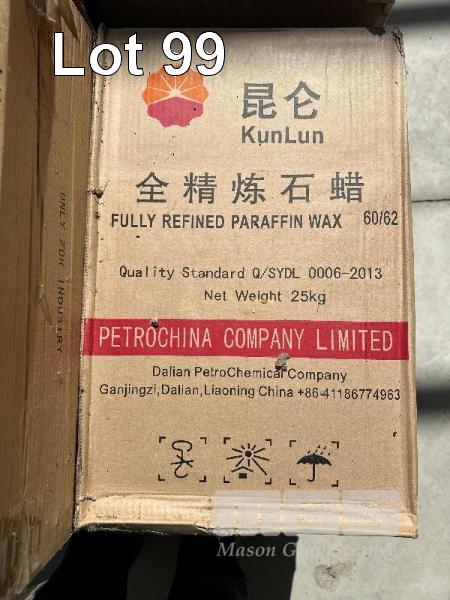 Lot 99
昆仑
KunLun
全精炼石蜡
FULLY REFINED PARAFFIN WAX 60/62
Quality Standard Q/SYDL 0006-2013
Net Weight 25kg
PETROCHINA COMPANY LIMITED
Dalian PetroChemical Company
Ganjingzi,Dalian,Liaoning China +86-41186774963
ONLY FOR INDUSTRY
Mason